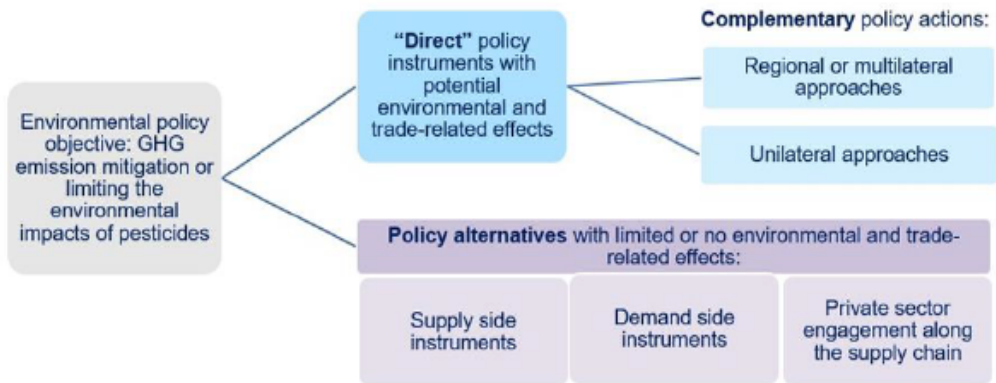 Environmental policy
objective: GHG
emission mitigation or
limiting the
environmental
impacts of pesticides
“Direct” policy
instruments with
potential
environmental and
trade-related effects
Complementary policy actions:
Regional or multilateral
approaches
Unilateral approaches
Policy alternatives with limited or no environmental and trade-
related effects:
Supply side
instruments
Demand side
instruments
Private sector
engagement along
the supply chain